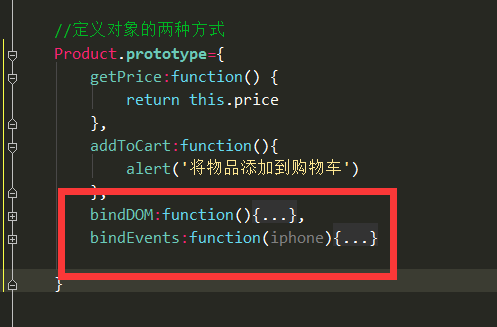 //定义对象的两种方式
Product.prototype={
getPrice:function() {
return this.price
},
addToCart:function(){
alert('将物品添加到购物车')
},
bindDOM:function(){...},
bindEvents:function(iphone){...}
}